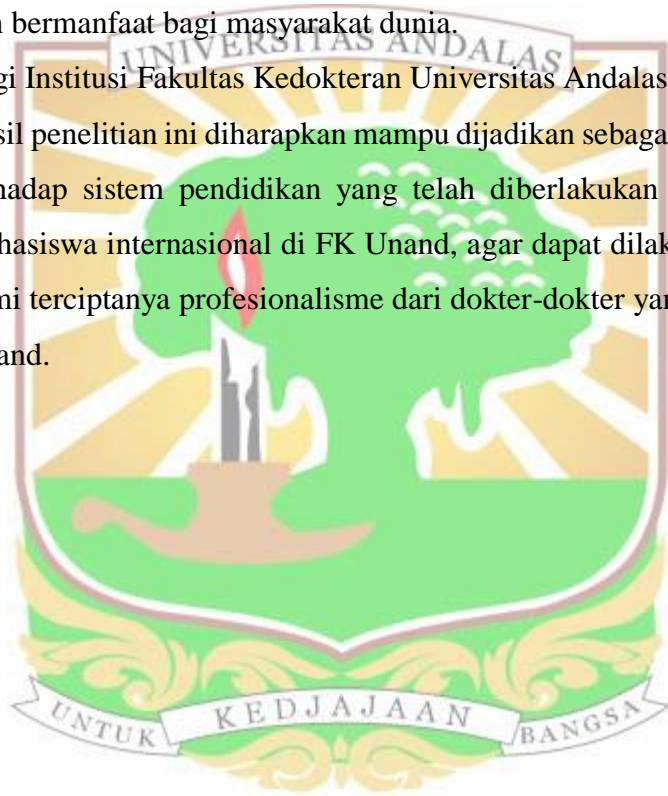 n bermanfaat bagi masyarakat dunia.
UNIVERSITAS ANDALAS
gi Institusi Fakultas Kedokteran Universitas Andalas
sil penelitian ini diharapkan mampu dijadikan sebaga
hadap sistem pendidikan yang telah diberlakukan
hasiswa internasional di FK Unand, agar dapat dilak
mi terciptanya profesionalisme dari dokter-dokter yan
and.
UNTUK KEDJAJAAN BANGSA